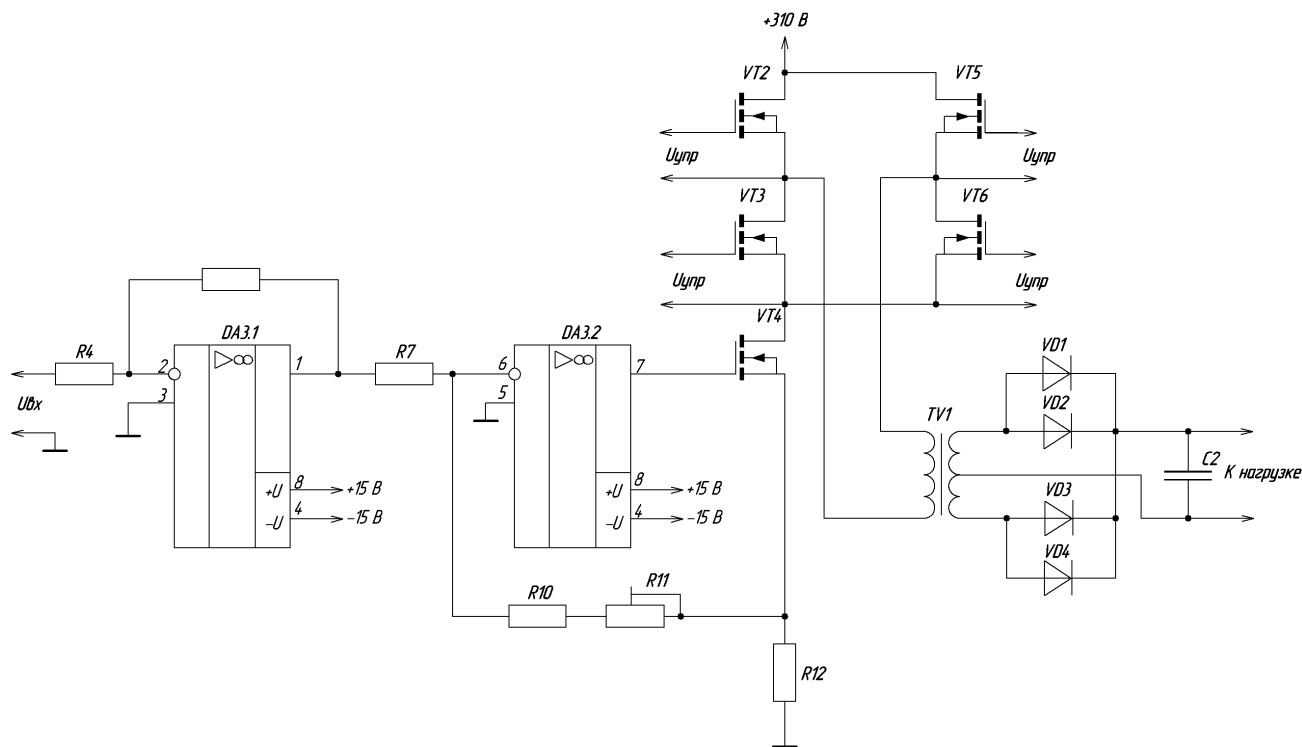 +310 В
VT2
VT5
Uупр
Uупр
VT3
VT6
Uупр
Uупр
VT4
DA3.1
DA3.2
R4
2
1
R7
6
7
3
5
Uвх
VD1
VD2
TV1
C2
К нагрузке
+U
8
+15 В
−U
4
−15 В
+U
8
+15 В
−U
4
−15 В
VD3
VD4
R10
R11
R12